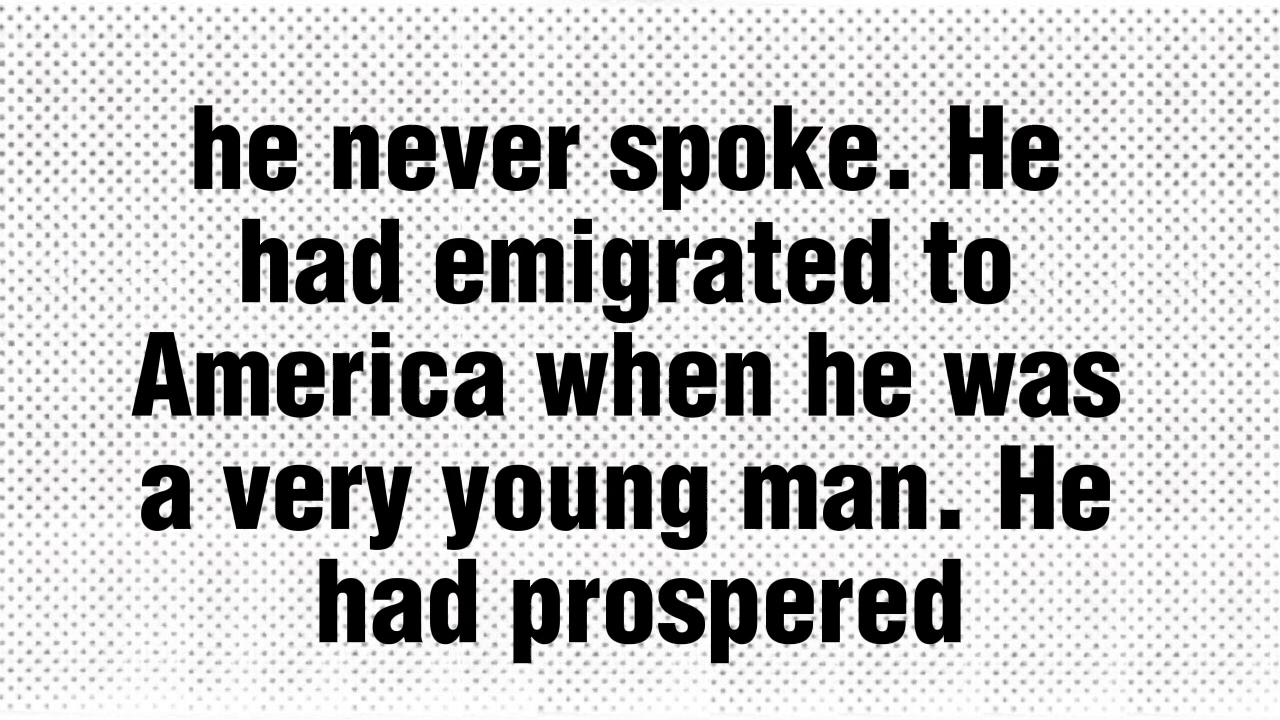 he never spoke. He
had emigrated to
America when he was
a very young man. He
had prospered